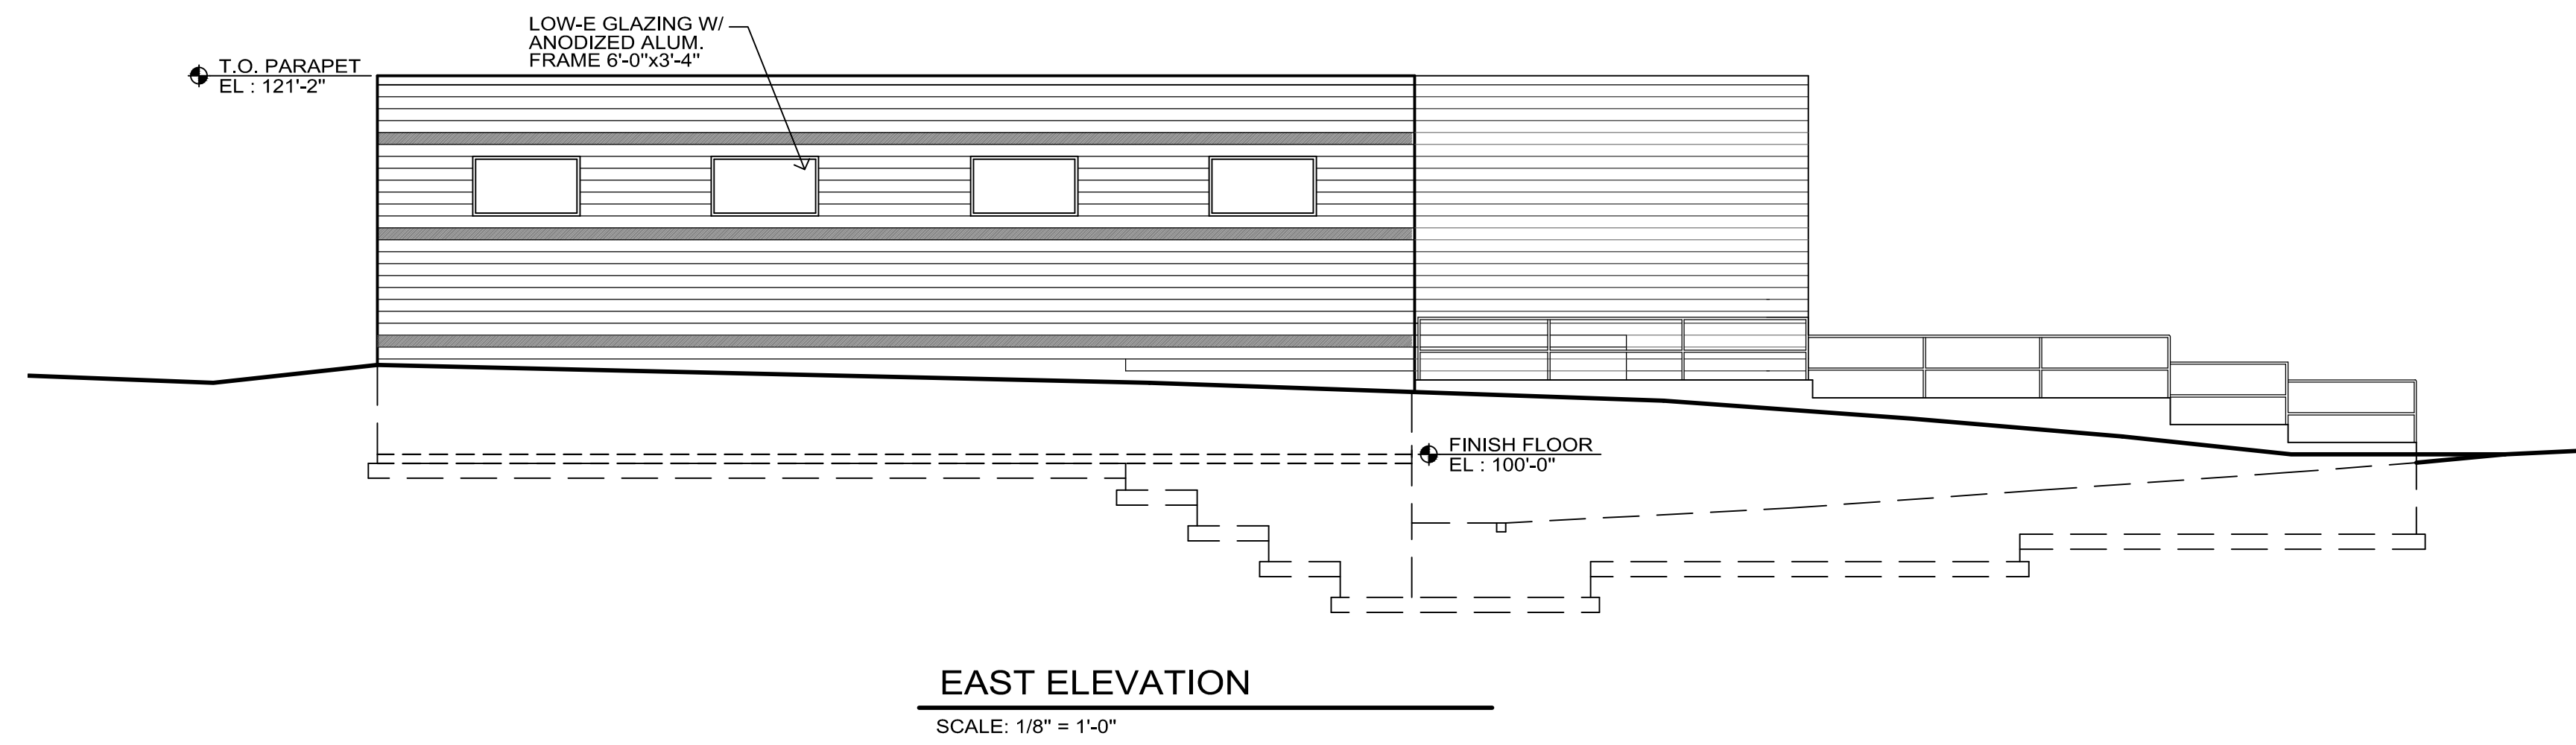 LOW-E GLAZING W/
ANODIZED ALUM.
FRAME 6'-0"x3'-4"
T.O. PARAPET
EL : 121'-2"
FINISH FLOOR
EL : 100'-0"
EAST ELEVATION
SCALE: 1/8" = 1'-0"